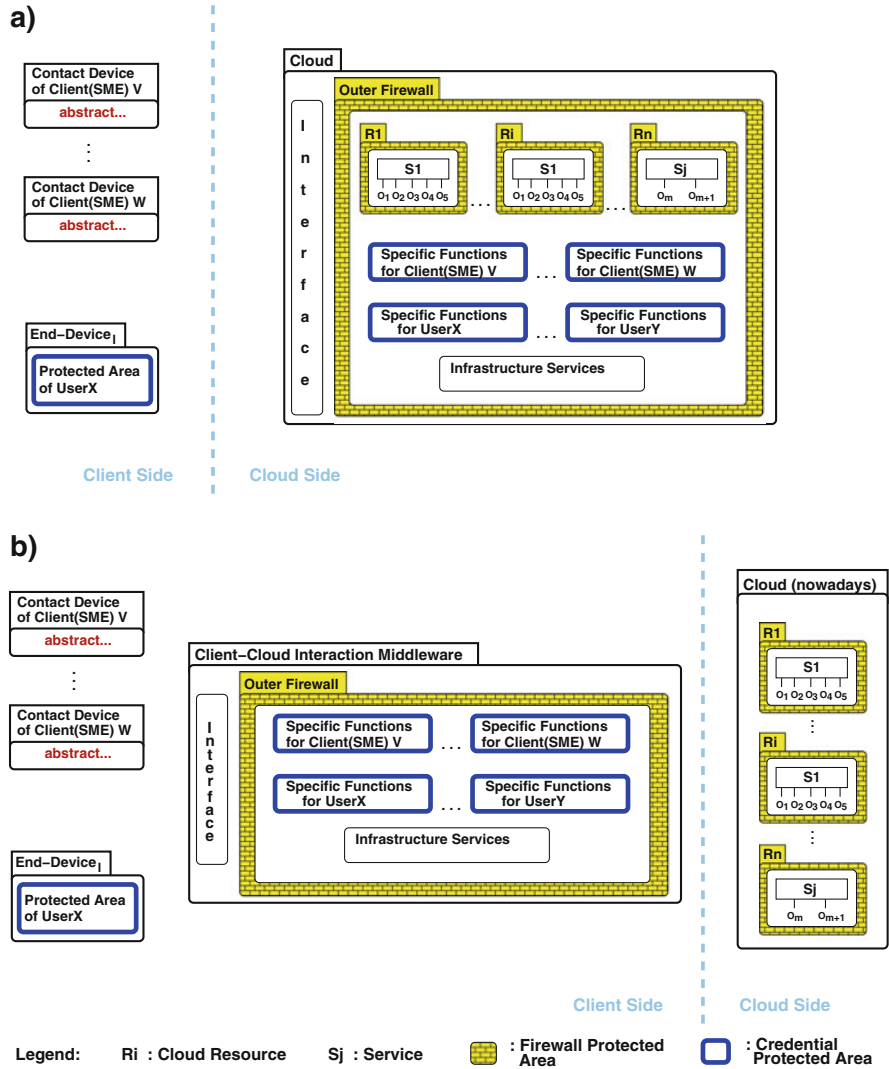 a)
Contact Device
of Client(SME) V
abstract...
⋮
Contact Device
of Client(SME) W
abstract...
End–Device I
Protected Area
of UserX
Client Side
Cloud
Interface
Outer Firewall
R1
S1
O1 O2 O3 O4 O5
...
Ri
S1
O1 O2 O3 O4 O5
...
Rn
Sj
Om Om+1
Specific Functions
for Client(SME) V
...
Specific Functions
for Client(SME) W
Specific Functions
for UserX
...
Specific Functions
for UserY
Infrastructure Services
Cloud Side
b)
Contact Device
of Client(SME) V
abstract...
⋮
Contact Device
of Client(SME) W
abstract...
End–Device I
Protected Area
of UserX
Client–Cloud Interaction Middleware
Interface
Outer Firewall
Specific Functions
for Client(SME) V
...
Specific Functions
for Client(SME) W
Specific Functions
for UserX
...
Specific Functions
for UserY
Infrastructure Services
Client Side
Cloud (nowadays)
R1
S1
O1 O2 O3 O4 O5
⋮
Ri
S1
O1 O2 O3 O4 O5
⋮
Rn
Sj
Om Om+1
Cloud Side
Legend: Ri : Cloud Resource Sj : Service
: Firewall Protected
Area
: Credential
Protected Area